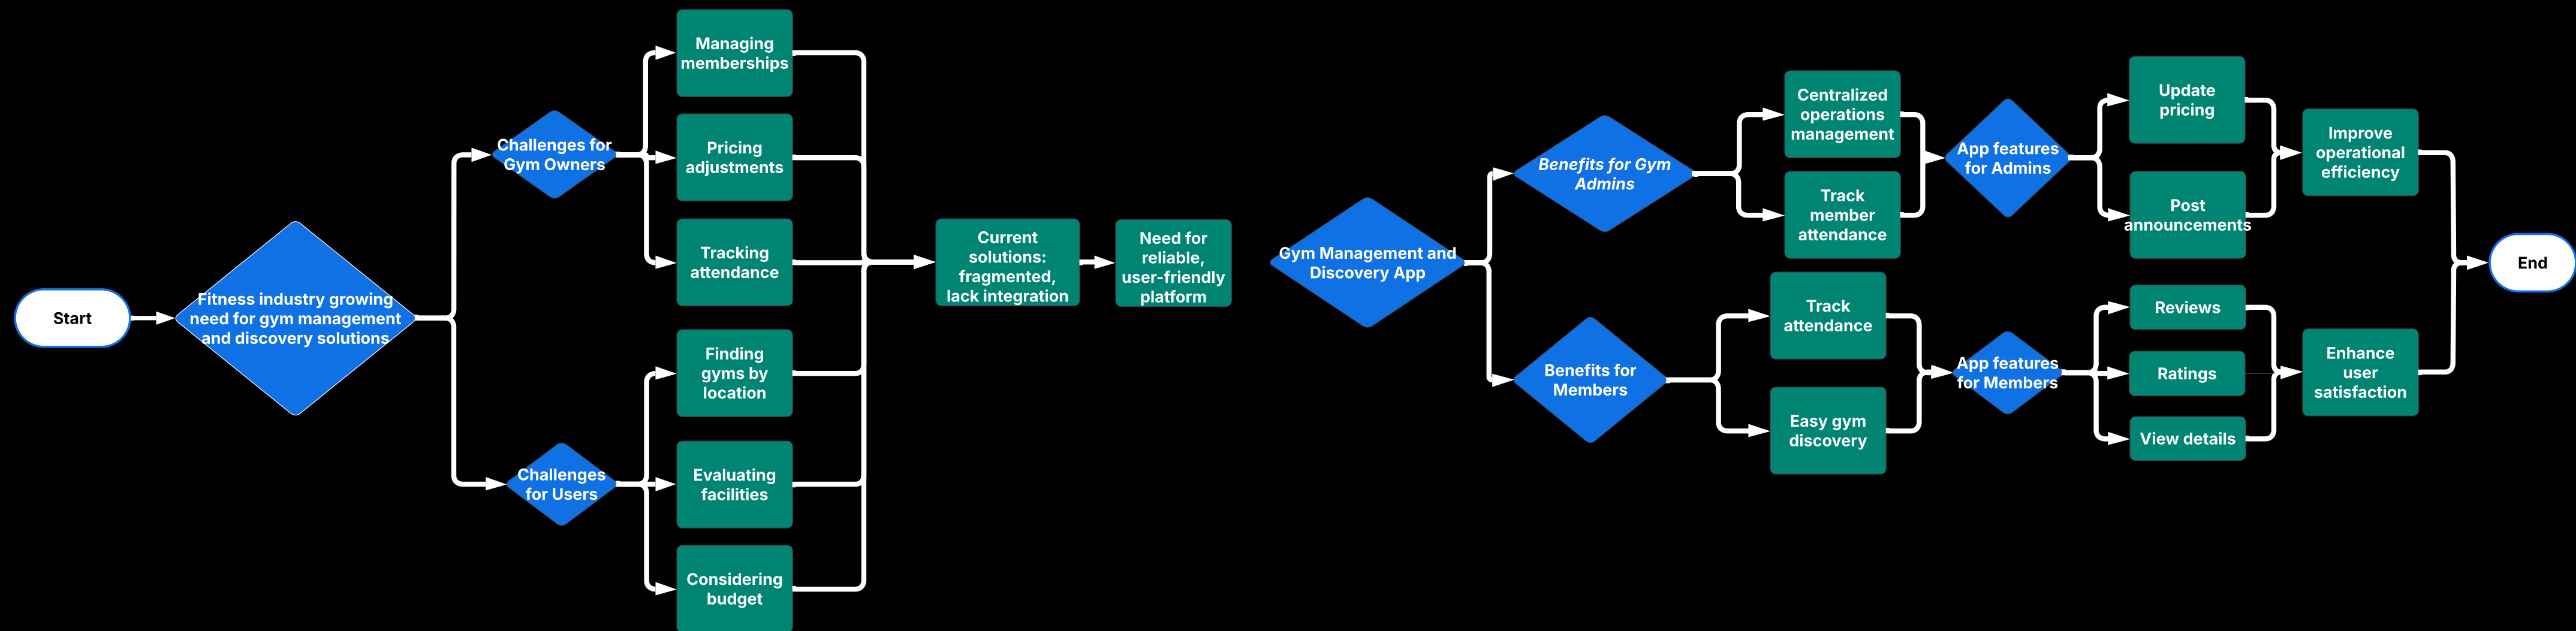 Start
Fitness industry growing
need for gym management
and discovery solutions
Challenges for
Gym Owners
Challenges
for Users
Managing
memberships
Pricing
adjustments
Tracking
attendance
Finding
gyms by
location
Evaluating
facilities
Considering
budget
Current
solutions:
fragmented,
lack integration
Need for
reliable,
user-friendly
platform
Gym Management and
Discovery App
Benefits for Gym
Admins
Benefits for
Members
Centralized
operations
management
Track
member
attendance
Track
attendance
Easy gym
discovery
App features
for Admins
App features
for Members
Update
pricing
Post
announcements
Reviews
Ratings
View details
Improve
operational
efficiency
Enhance
user
satisfaction
End